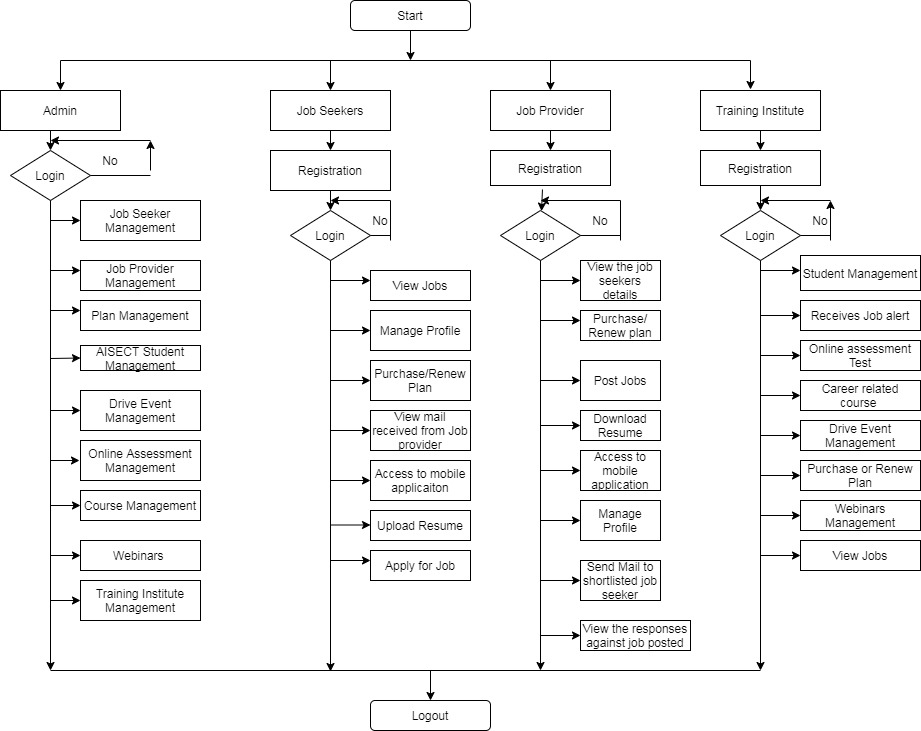 Start
Admin
Job Seekers
Job Provider
Training Institute
Registration
Registration
Registration
Login
No
Login
No
Login
No
Login
No
Job Seeker
Management
Job Provider
Management
Plan Management
AISECT Student
Management
Drive Event
Management
Online Assessment
Management
Course Management
Webinars
Training Institute
Management
View Jobs
Manage Profile
Purchase/Renew
Plan
View mail
received from Job
provider
Access to mobile
applicaiton
Upload Resume
Apply for Job
View the job
seekers
details
Purchase/
Renew plan
Post Jobs
Download
Resume
Access to
mobile
application
Manage
Profile
Send Mail to
shortlisted job
seeker
View the responses
against job posted
Student Management
Receives Job alert
Online assessment
Test
Career related
course
Drive Event
Management
Purchase or Renew
Plan
Webinars
Management
View Jobs
Logout